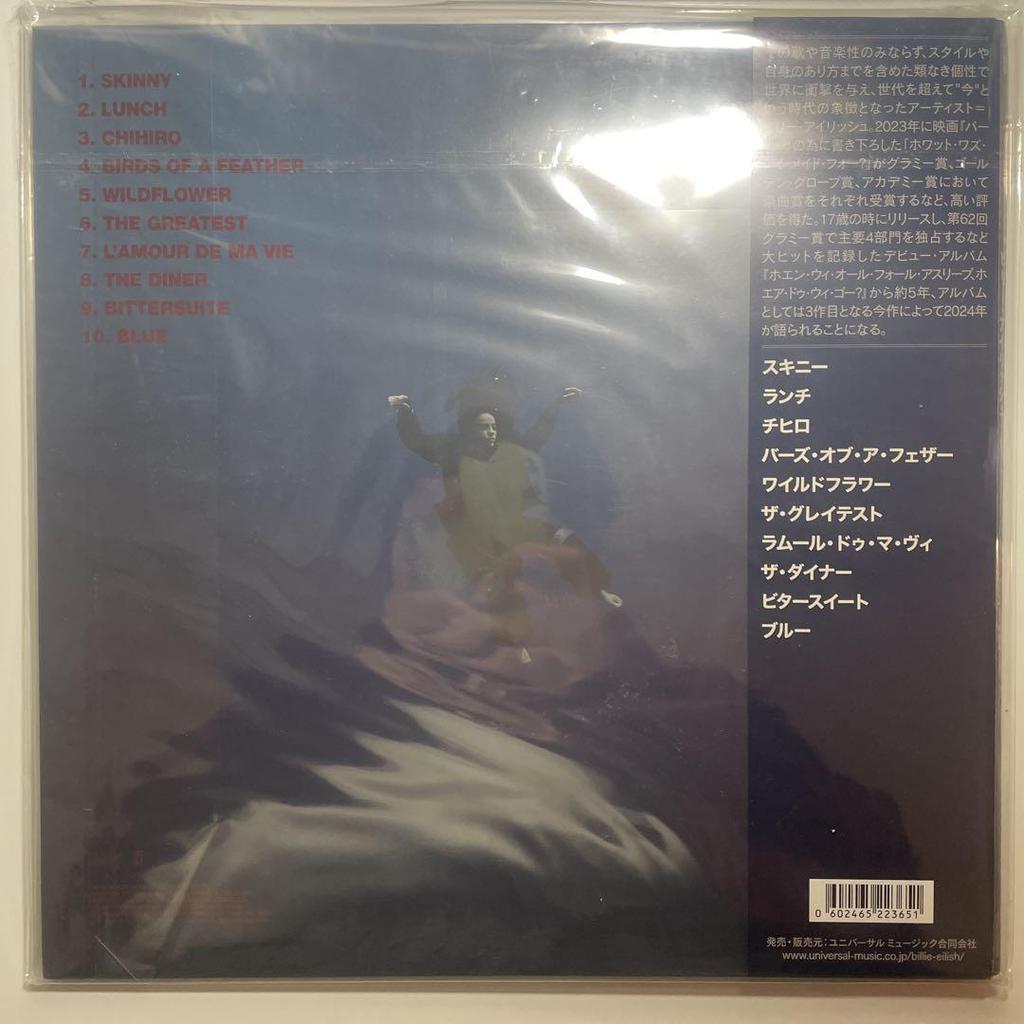 1. SKINNY
2. LUNCH
3. CHIHIRO
4. BIRDS OF A FEATHER
5. WILDFLOWER
6. THE GREATEST
7. L'AMOUR DE MA VIE
8. THE DINER
9. BITTERSUITE
10. BLUE
の歌や音楽性のみならず、スタイルや
自身のあり方までを含めた類なき個性で
世界に衝撃を与え、世代を超えて"今"と
いう時代の象徴となったアーティスト=
リー・アイリッシュ。2023年に映画『バー
の為に書き下ろした「ホワット・ワズ・
メイド・フォー?」がグラミー賞、ゴール
デン・グローブ賞、アカデミー賞において
楽曲賞をそれぞれ受賞するなど、高い評
価を得た。17歳の時にリリースし、第62回
グラミー賞で主要4部門を独占するなど
大ヒットを記録したデビュー・アルバム
『ホエン・ウィ・オール・フォール・アスリープ、ホ
エア・ドゥ・ウィ・ゴー?』から約5年、アルバム
としては3作目となる今作によって2024年
が語られることになる。
スキニー
ランチ
チヒロ
バーズ・オブ・ア・フェザー
ワイルドフラワー
ザ・グレイテスト
ラムール・ドゥ・マ・ヴィ
ザ・ダイナー
ビタースイート
ブルー
0 602465 223651
発売・販売元:ユニバーサル ミュージック合同会社
www.universal-music.co.jp/billie-eilish/